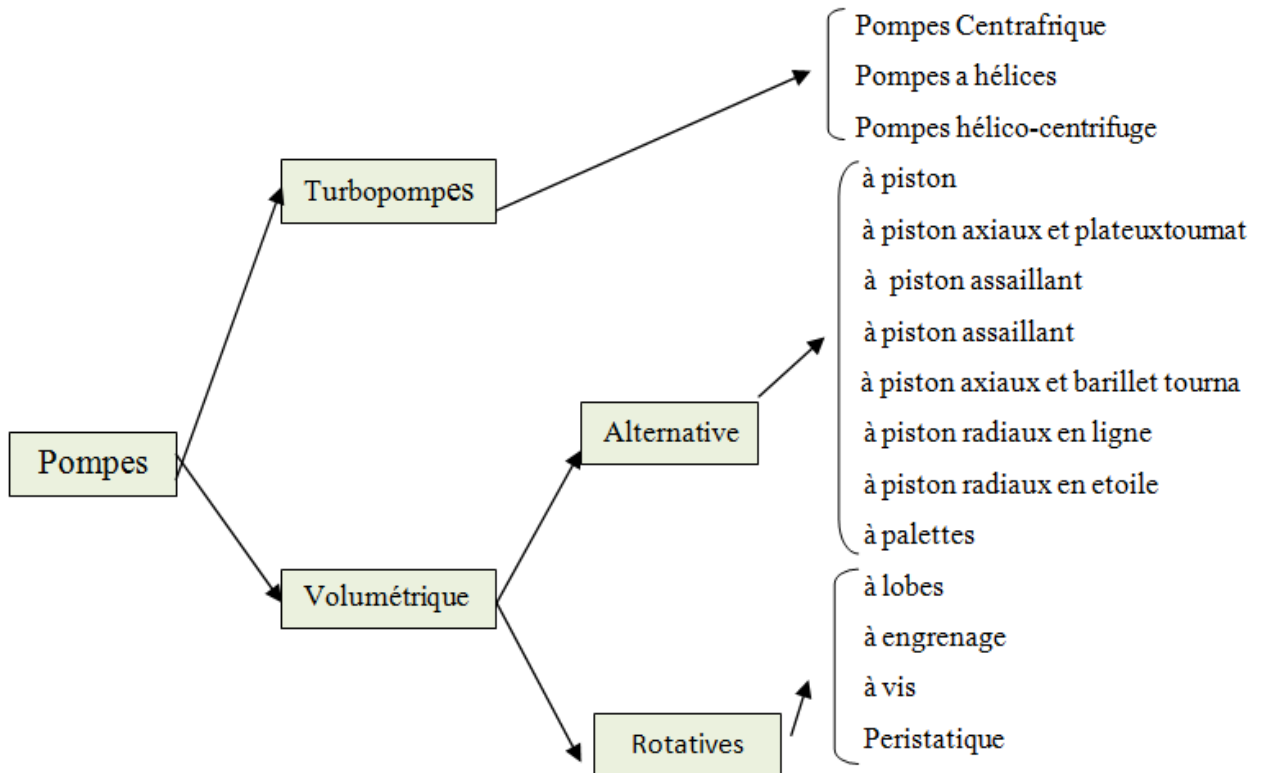 Pompes Centrafrique
Pompes a hélices
Pompes hélico-centrifuge
Turbopompes
à piston
à piston axiaux et plateuxtournat
à piston assaillant
à piston assaillant
à piston axiaux et barillet tourna
à piston radiaux en ligne
à piston radiaux en etoile
à palettes
Alternative
Pompes
Volumétrique
à lobes
à engrenage
à vis
Peristatique
Rotatives